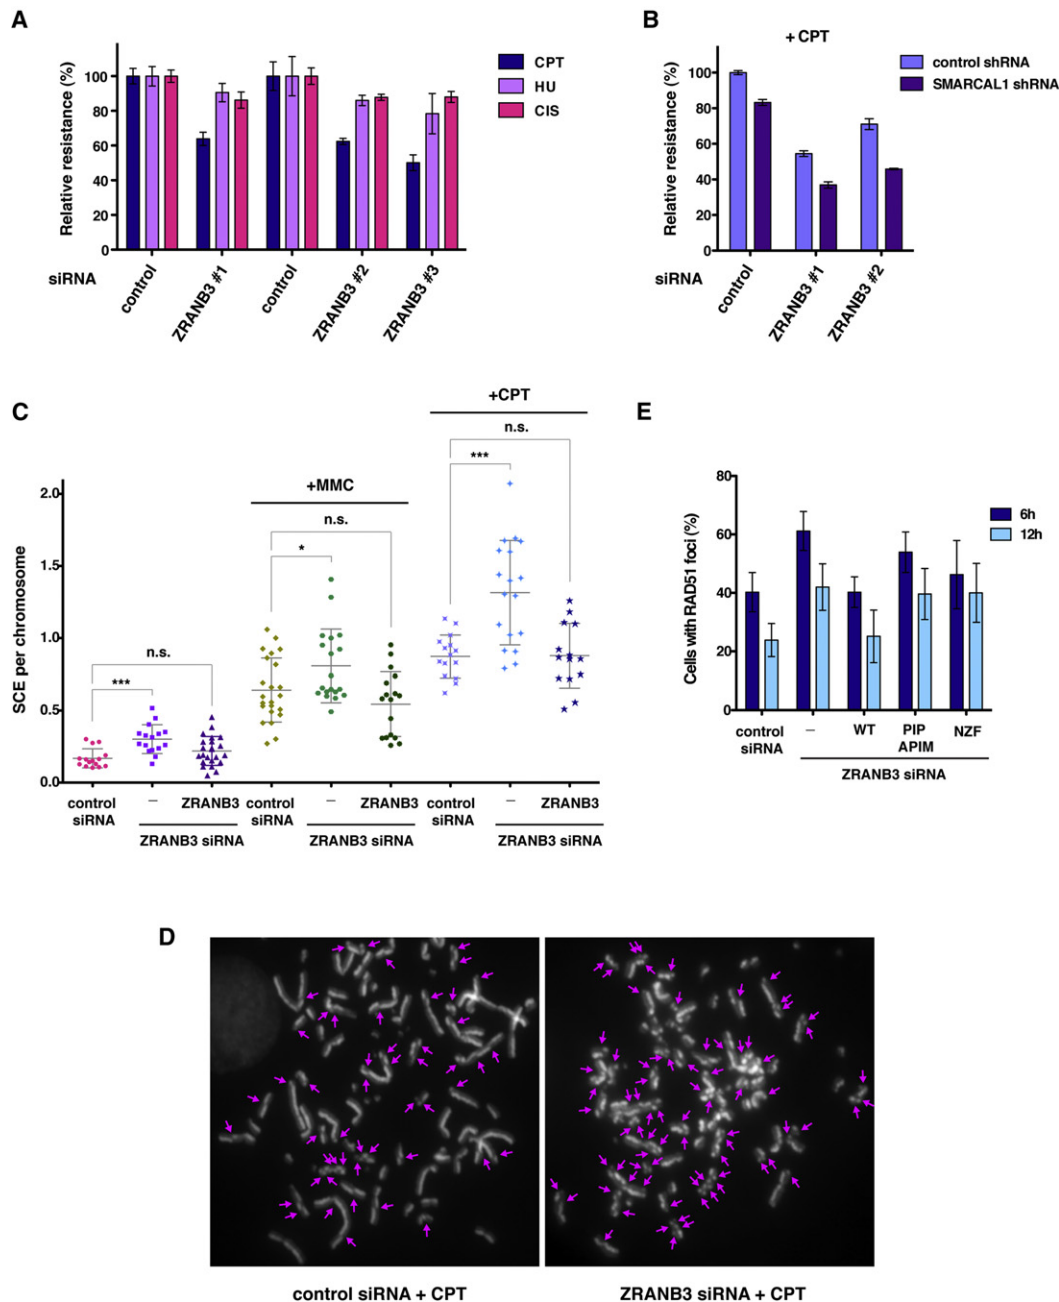 A
Relative resistance (%)
100
80
60
40
20
0
siRNA
control
ZRANB3 #1
control
ZRANB3 #2
ZRANB3 #3
CPT
HU
CIS
B
+ CPT
Relative resistance (%)
100
80
60
40
20
0
siRNA
control
ZRANB3 #1
ZRANB3 #2
control shRNA
SMARCAL1 shRNA
C
SCE per chromosome
2.0
1.5
1.0
0.5
0.0
n.s.
***
+MMC
n.s.
*
+CPT
n.s.
***
control
siRNA
–
ZRANB3
ZRANB3 siRNA
control
siRNA
–
ZRANB3
ZRANB3 siRNA
control
siRNA
–
ZRANB3
ZRANB3 siRNA
E
Cells with RAD51 foci (%)
80
60
40
20
0
6h
12h
control
siRNA
–
WT
PIP
APIM
NZF
ZRANB3 siRNA
D
control siRNA + CPT
ZRANB3 siRNA + CPT